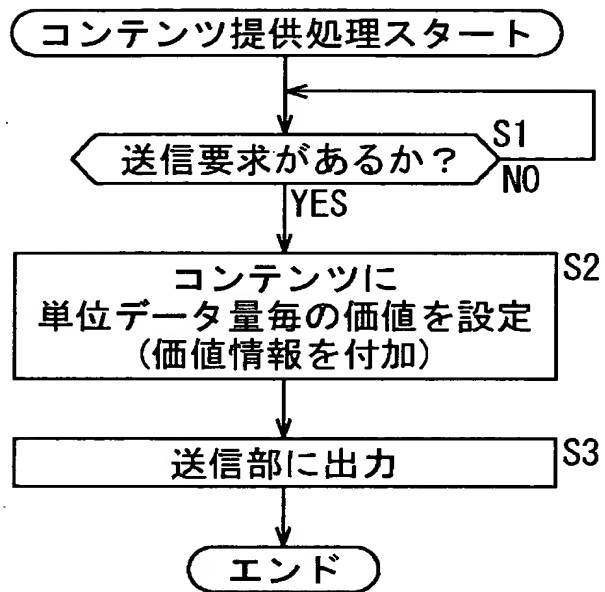 コンテンツ提供処理スタート
送信要求があるか？
S1
NO
YES
コンテンツに
単位データ量毎の価値を設定
(価値情報を付加)
S2
送信部に出力
S3
エンド